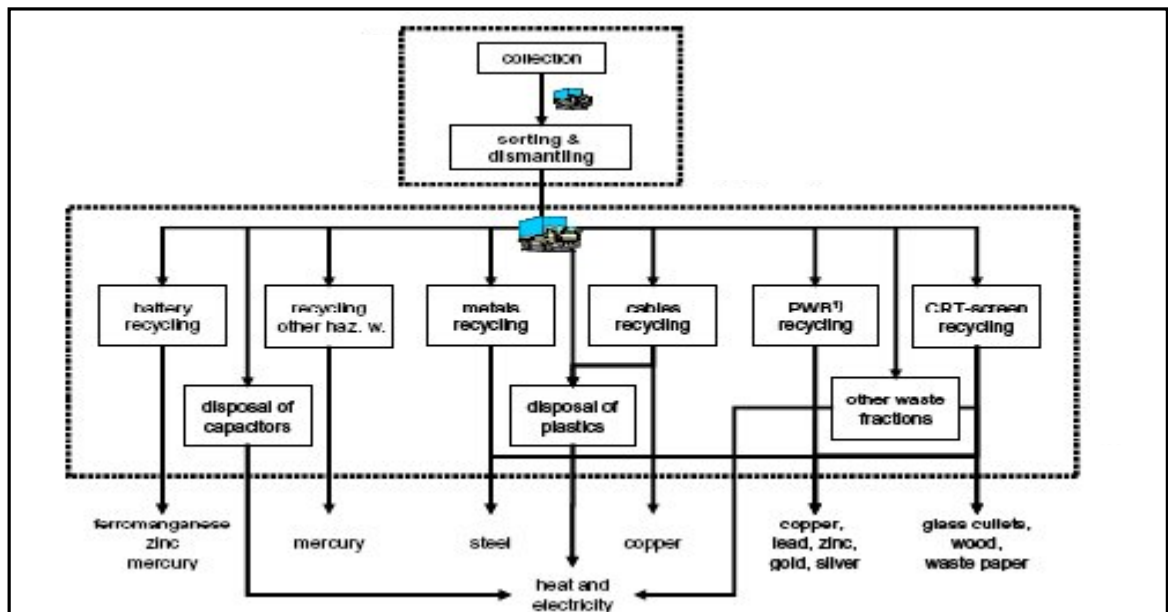 collection
sorting &
dismantling
battery
recycling
recycling
other haz. w.
metals
recycling
cables
recycling
PWB¹⁾
recycling
CRT-screen
recycling
disposal of
capacitors
disposal of
plastics
other waste
fractions
ferromanganese
zinc
mercury
mercury
steel
copper
copper,
lead, zinc,
gold, silver
glass cullets,
wood,
waste paper
heat and
electricity